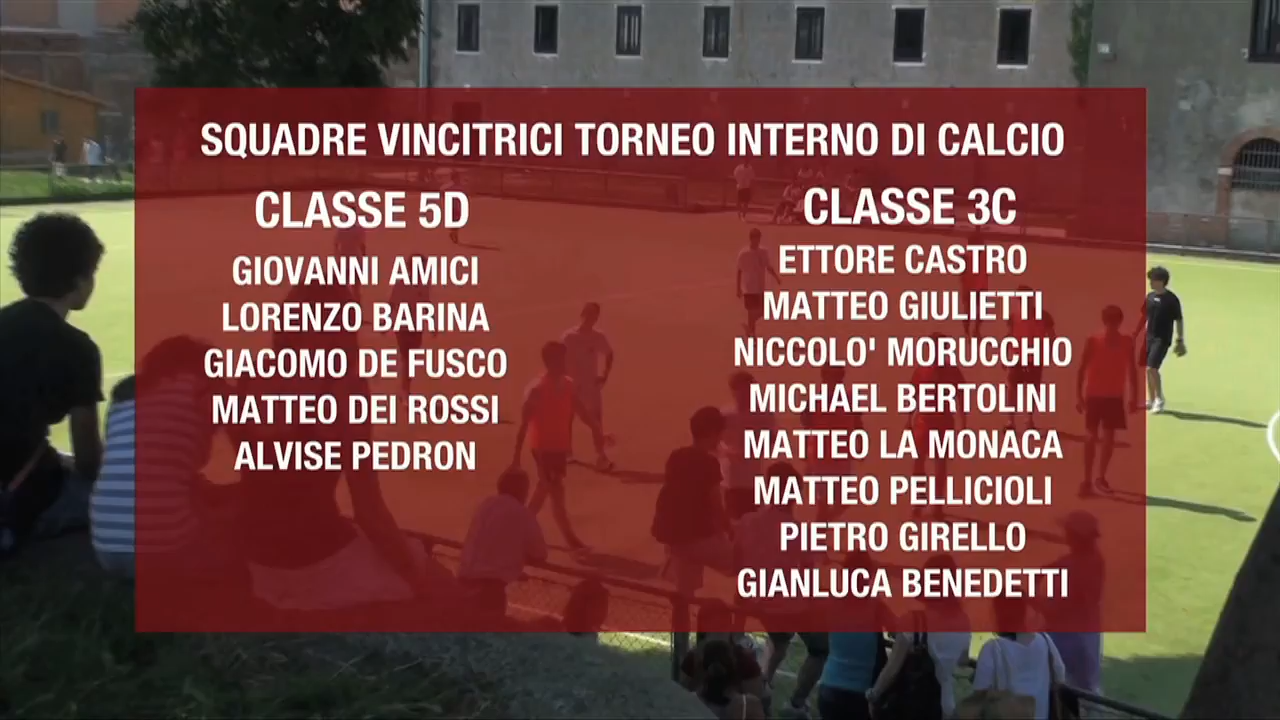 SQUADRE VINCITRICI TORNEO INTERNO DI CALCIO
CLASSE 5D
GIOVANNI AMICI
LORENZO BARINA
GIACOMO DE FUSCO
MATTEO DEI ROSSI
ALVISE PEDRON
CLASSE 3C
ETTORE CASTRO
MATTEO GIULIETTI
NICCOLO' MORUCCHIO
MICHAEL BERTOLINI
MATTEO LA MONACA
MATTEO PELLICIOLI
PIETRO GIRELLO
GIANLUCA BENEDETTI